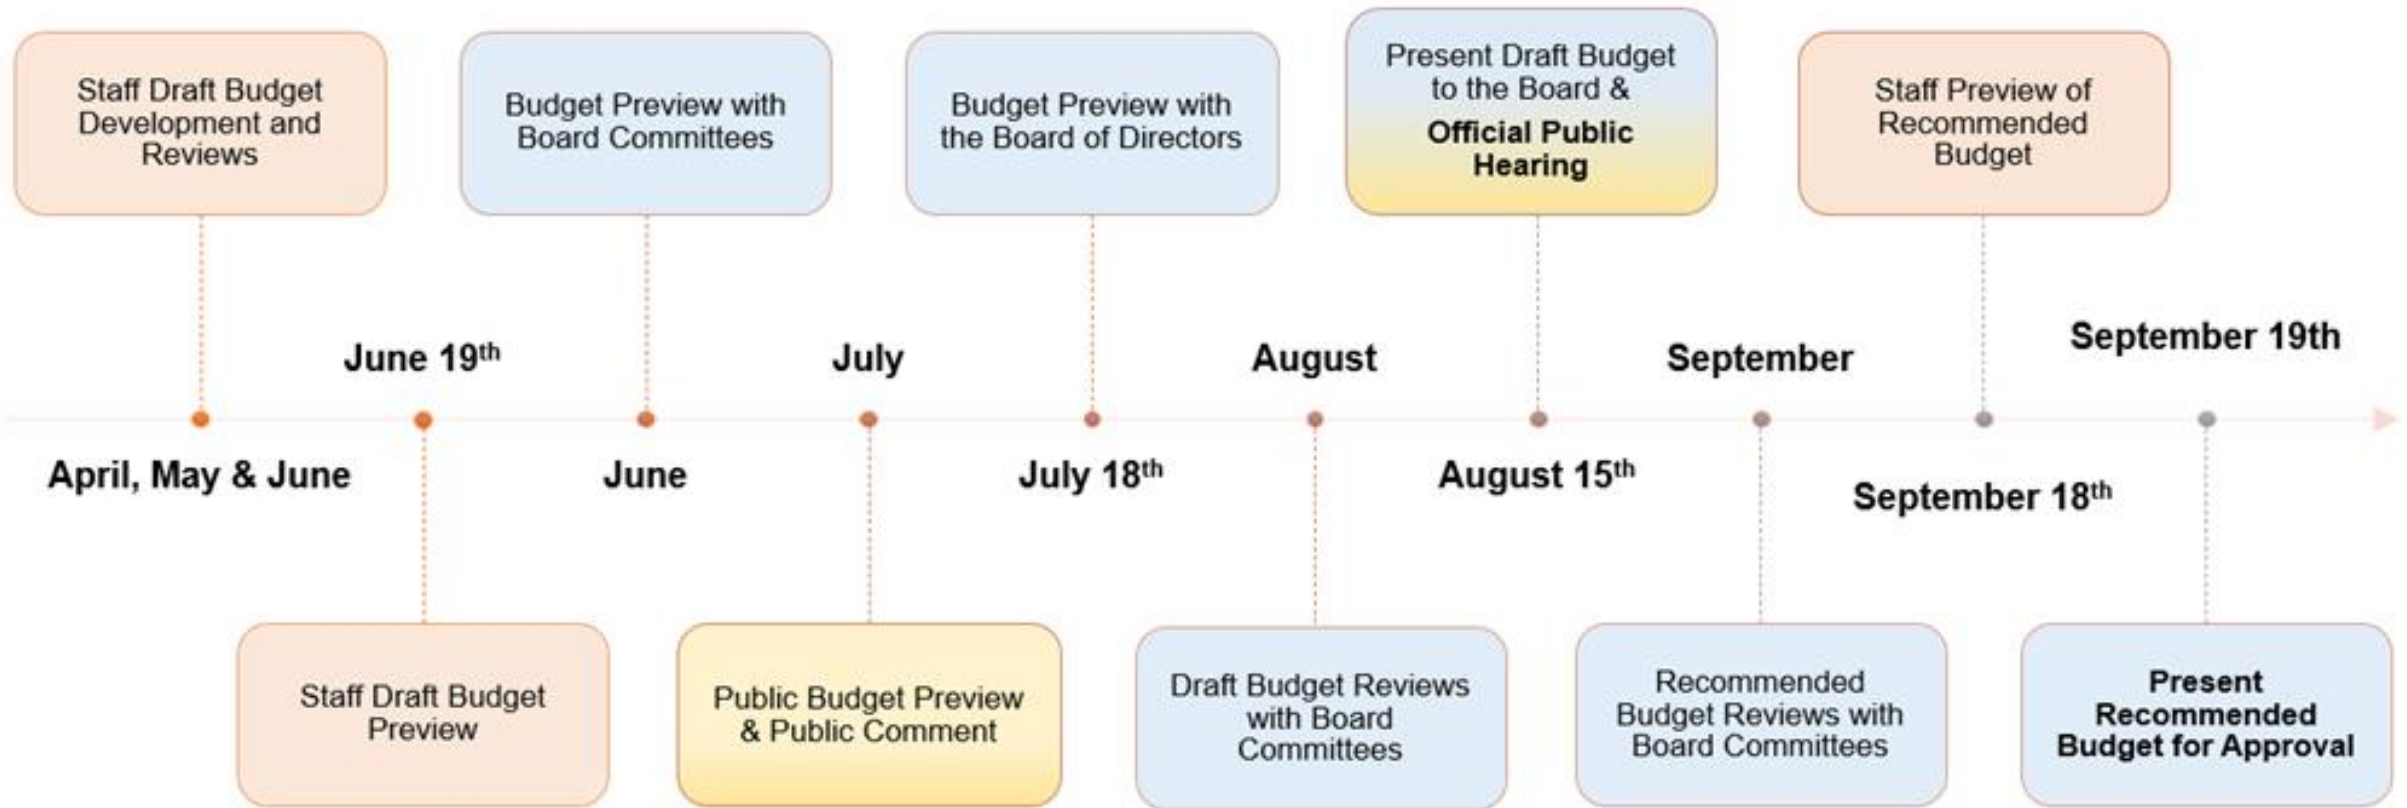 Staff Draft Budget
Development and
Reviews
Budget Preview with
Board Committees
Budget Preview with
the Board of Directors
Present Draft Budget
to the Board &
Official Public
Hearing
Staff Preview of
Recommended
Budget
June 19th
July
August
September
September 19th
April, May & June
June
July 18th
August 15th
September 18th
Staff Draft Budget
Preview
Public Budget Preview
& Public Comment
Draft Budget Reviews
with Board
Committees
Recommended
Budget Reviews with
Board Committees
Present
Recommended
Budget for Approval